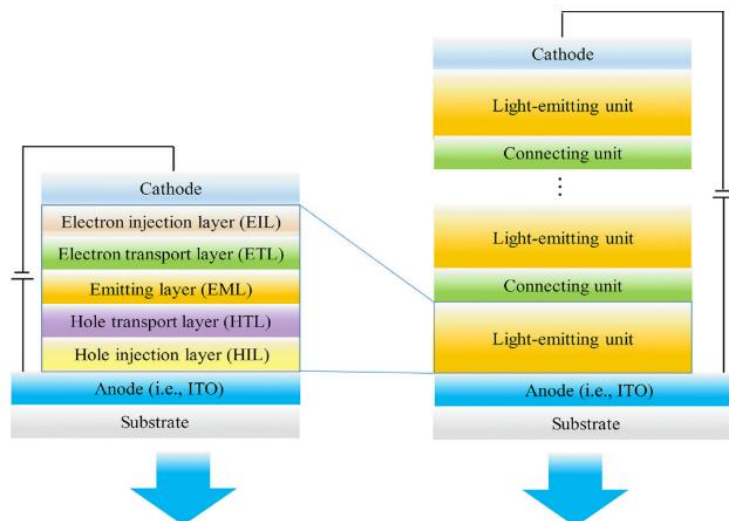 Cathode
Electron injection layer (EIL)
Electron transport layer (ETL)
Emitting layer (EML)
Hole transport layer (HTL)
Hole injection layer (HIL)
Anode (i.e., ITO)
Substrate
Cathode
Light-emitting unit
Connecting unit
⋮
Light-emitting unit
Connecting unit
Light-emitting unit
Anode (i.e., ITO)
Substrate